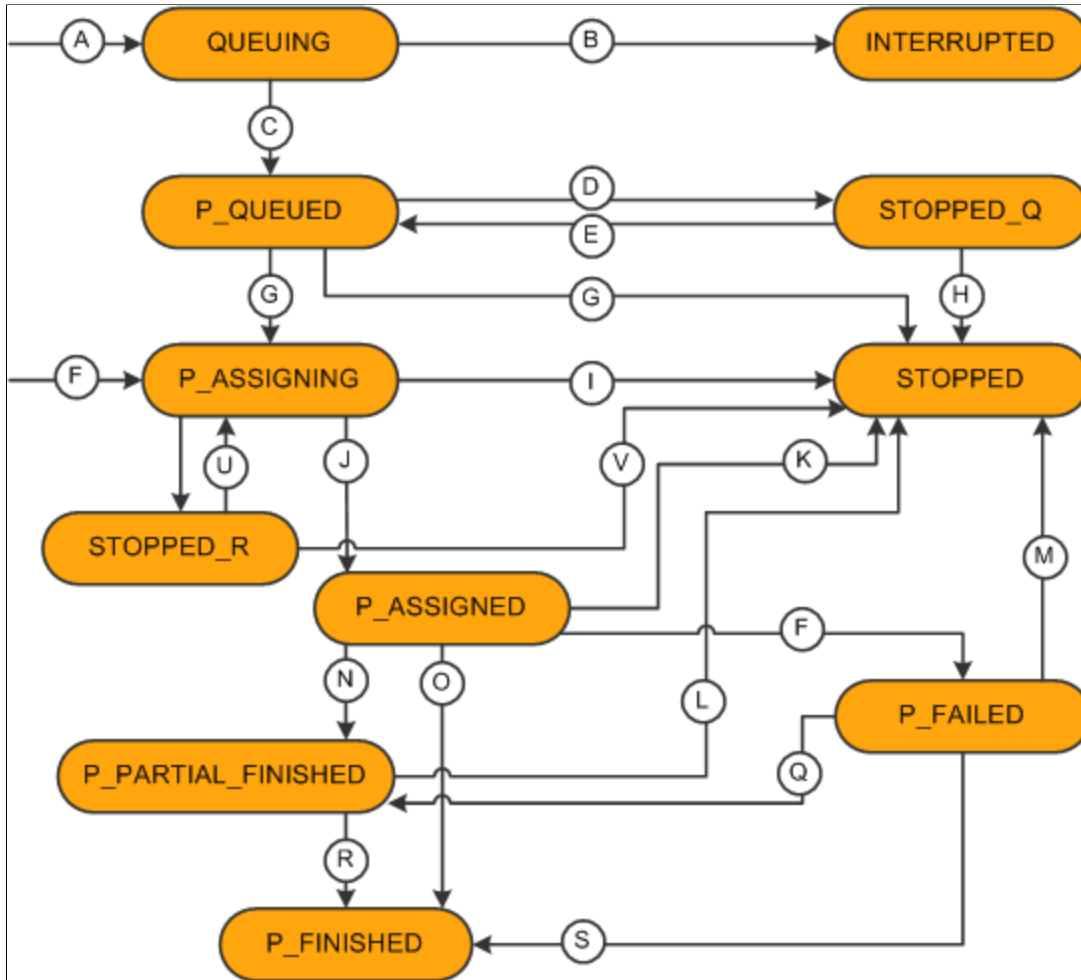 A
QUEUING
B
INTERRUPTED
C
P_QUEUED
D
E
STOPPED_Q
G
G
H
F
P_ASSIGNING
I
STOPPED
U
J
V
K
STOPPED_R
M
P_ASSIGNED
F
N
O
L
P_FAILED
P_PARTIAL_FINISHED
Q
R
P_FINISHED
S